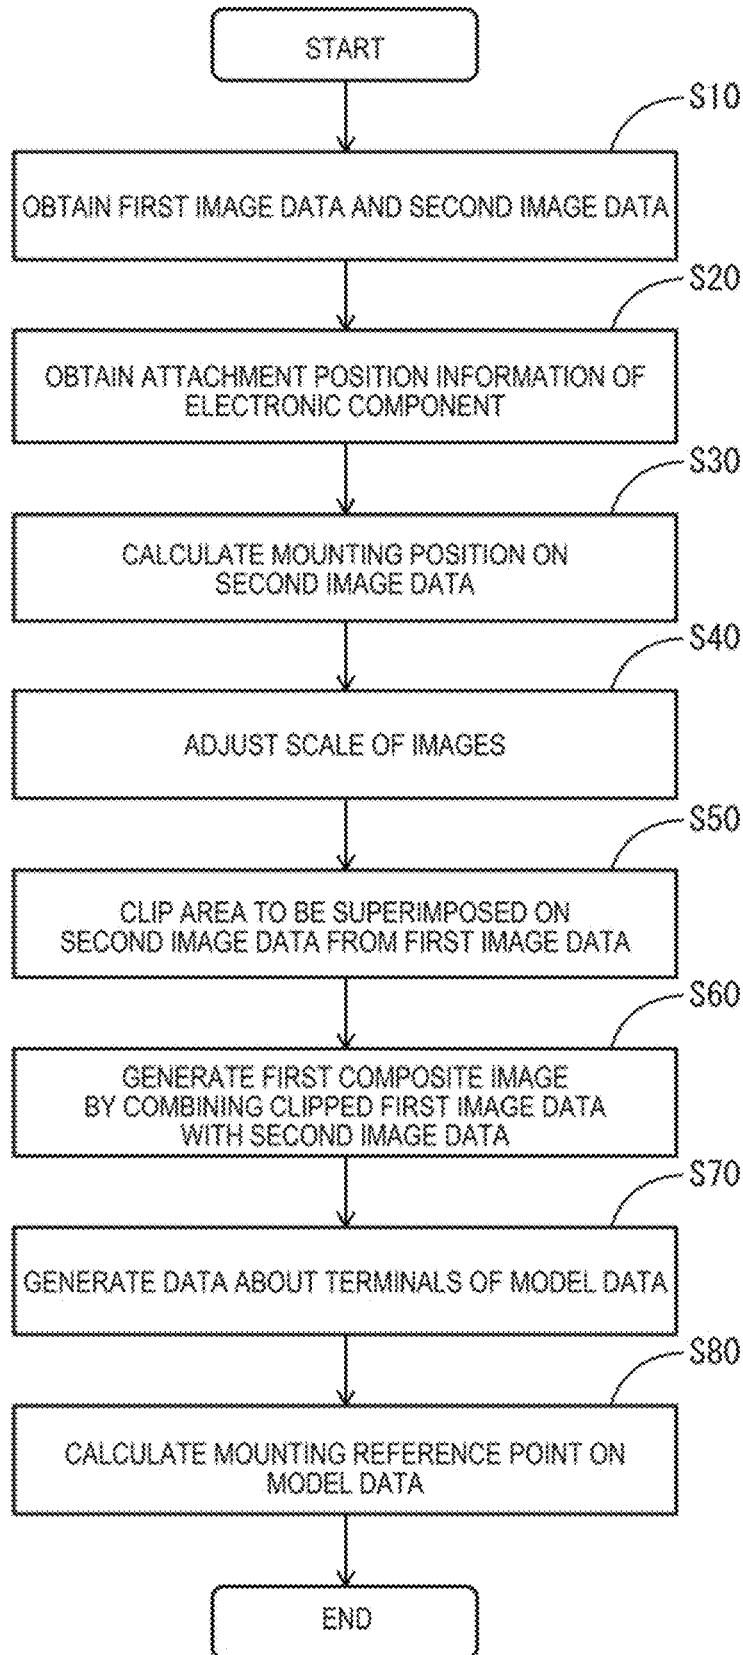 START
S10
OBTAIN FIRST IMAGE DATA AND SECOND IMAGE DATA
S20
OBTAIN ATTACHMENT POSITION INFORMATION OF
ELECTRONIC COMPONENT
S30
CALCULATE MOUNTING POSITION ON
SECOND IMAGE DATA
S40
ADJUST SCALE OF IMAGES
S50
CLIP AREA TO BE SUPERIMPOSED ON
SECOND IMAGE DATA FROM FIRST IMAGE DATA
S60
GENERATE FIRST COMPOSITE IMAGE
BY COMBINING CLIPPED FIRST IMAGE DATA
WITH SECOND IMAGE DATA
S70
GENERATE DATA ABOUT TERMINALS OF MODEL DATA
S80
CALCULATE MOUNTING REFERENCE POINT ON
MODEL DATA
END